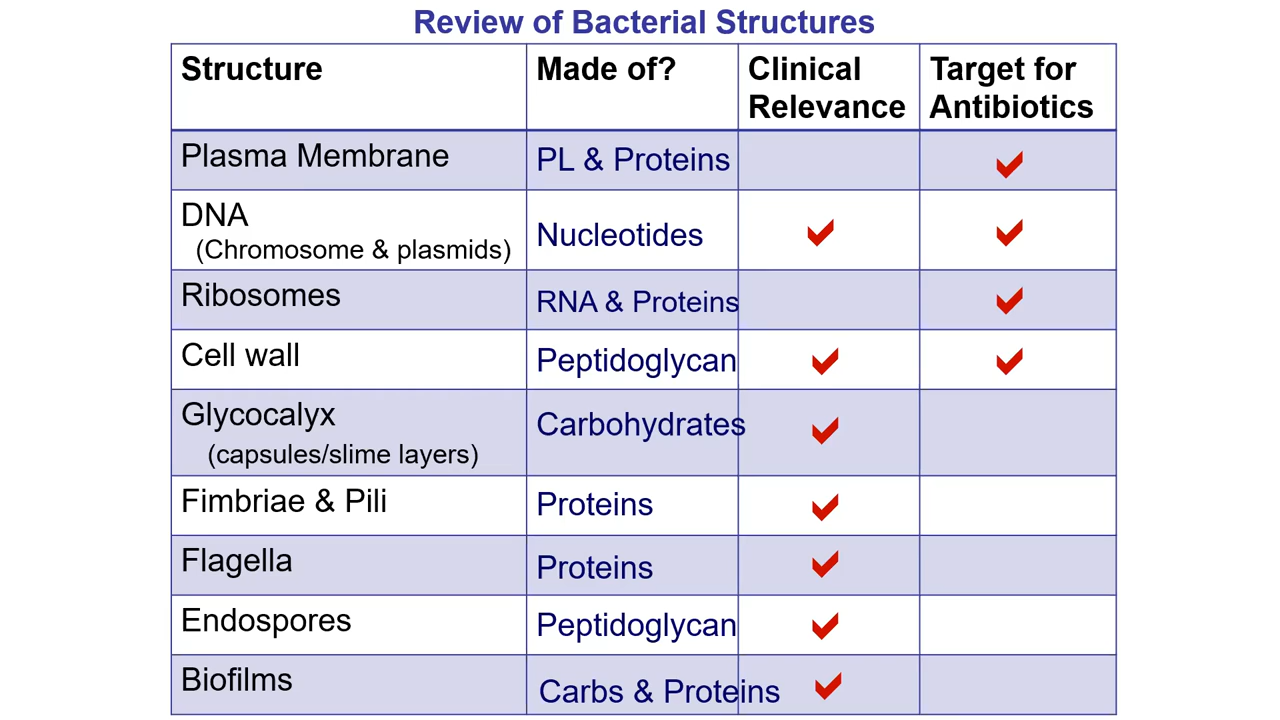 Review of Bacterial Structures
Structure
Made of?
Clinical
Relevance
Target for
Antibiotics
Plasma Membrane
PL & Proteins
DNA
(Chromosome & plasmids)
Nucleotides
Ribosomes
RNA & Proteins
Cell wall
Peptidoglycan
Glycocalyx
(capsules/slime layers)
Carbohydrates
Fimbriae & Pili
Proteins
Flagella
Proteins
Endospores
Peptidoglycan
Biofilms
Carbs & Proteins